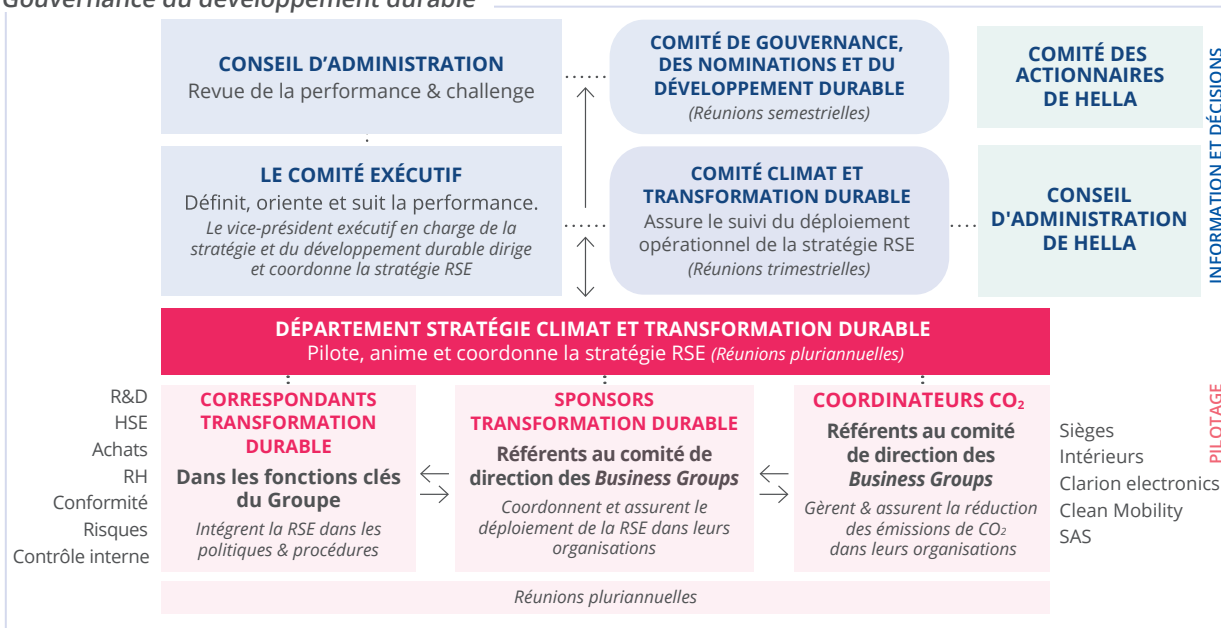 Gouvernance du développement durable
CONSEIL D'ADMINISTRATION
Revue de la performance & challenge
COMITÉ DE GOUVERNANCE,
DES NOMINATIONS ET DU
DÉVELOPPEMENT DURABLE
(Réunions semestrielles)
COMITÉ DES
ACTIONNAIRES
DE HELLA
LE COMITÉ EXÉCUTIF
Définit, oriente et suit la performance.
Le vice-président exécutif en charge de la
stratégie et du développement durable dirige
et coordonne la stratégie RSE
COMITÉ CLIMAT ET
TRANSFORMATION DURABLE
Assure le suivi du déploiement
opérationnel de la stratégie RSE
(Réunions trimestrielles)
CONSEIL
D'ADMINISTRATION
DE HELLA
INFORMATION ET DÉCISIONS
DÉPARTEMENT STRATÉGIE CLIMAT ET TRANSFORMATION DURABLE
Pilote, anime et coordonne la stratégie RSE (Réunions pluriannuelles)
R&D
HSE
Achats
RH
Conformité
Risques
Contrôle interne
CORRESPONDANTS
TRANSFORMATION
DURABLE
Dans les fonctions clés
du Groupe
Intégrent la RSE dans les
politiques & procédures
SPONSORS
TRANSFORMATION DURABLE
Référents au comité de
direction des Business Groups
Coordonnent et assurent le
déploiement de la RSE dans leurs
organisations
COORDINATEURS CO₂
Référents au comité
de direction des
Business Groups
Gèrent & assurent la réduction
des émissions de CO₂
dans leurs organisations
Sièges
Intérieurs
Clarion electronics
Clean Mobility
SAS
PILOTAGE
Réunions pluriannuelles